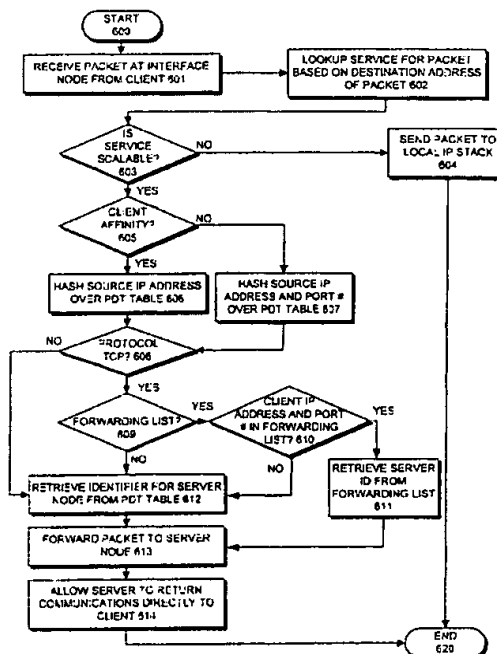 START
600
RECEIVE PACKET AT INTERFACE
NODE FROM CLIENT 601
LOOKUP SERVICE FOR PACKET
BASED ON DESTINATION ADDRESS
OF PACKET 602
IS
SERVICE
SCALABLE?
603
NO
SEND PACKET TO
LOCAL IP STACK
604
YES
CLIENT
AFFINITY?
605
NO
YES
HASH SOURCE IP ADDRESS
OVER PDT TABLE 606
HASH SOURCE IP
ADDRESS AND PORT #
OVER PDT TABLE 607
NO
PROTOCOL
TCP? 608
YES
FORWARDING LIST?
609
YES
CLIENT IP
ADDRESS AND PORT
# IN FORWARDING
LIST? 610
YES
NO
NO
RETRIEVE IDENTIFIER FOR SERVER
NODE FROM PDT TABLE 612
RETRIEVE SERVER
ID FROM
FORWARDING LIST
611
FORWARD PACKET TO SERVER
NODE 613
ALLOW SERVER TO RETURN
COMMUNICATIONS DIRECTLY TO
CLIENT 614
END
620